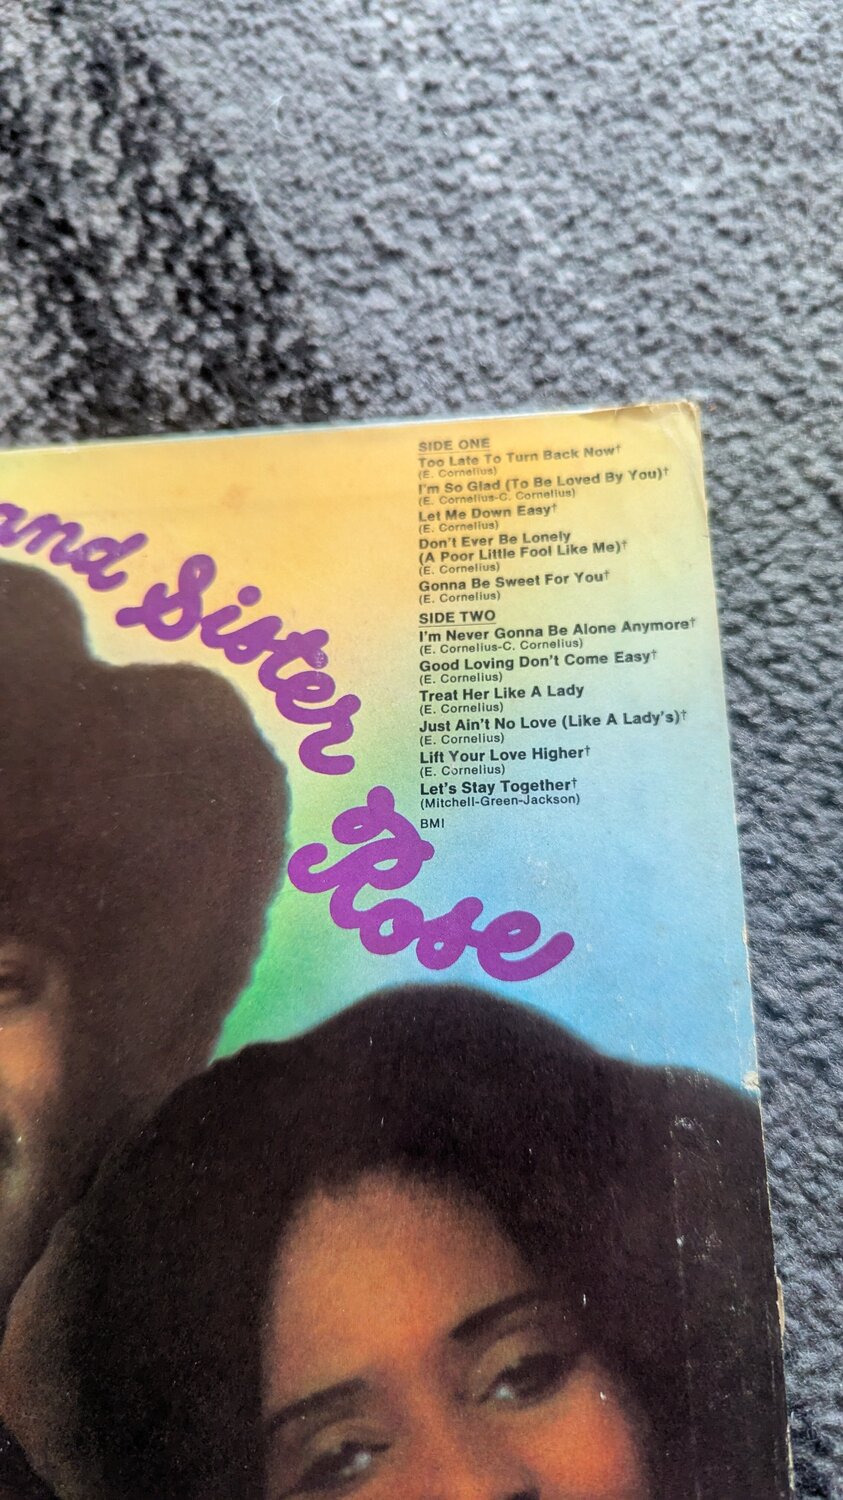 and Sister Rose
SIDE ONE
Too Late To Turn Back Now†
(E. Cornelius)
I'm So Glad (To Be Loved By You)†
(E. Cornelius-C. Cornelius)
Let Me Down Easy†
(E. Cornelius)
Don't Ever Be Lonely
(A Poor Little Fool Like Me)†
(E. Cornelius)
Gonna Be Sweet For You†
(E. Cornelius)
SIDE TWO
I'm Never Gonna Be Alone Anymore†
(E. Cornelius-C. Cornelius)
Good Loving Don't Come Easy†
(E. Cornelius)
Treat Her Like A Lady
(E. Cornelius)
Just Ain't No Love (Like A Lady's)†
(E. Cornelius)
Lift Your Love Higher†
(E. Cornelius)
Let's Stay Together†
(Mitchell-Green-Jackson)
BMI